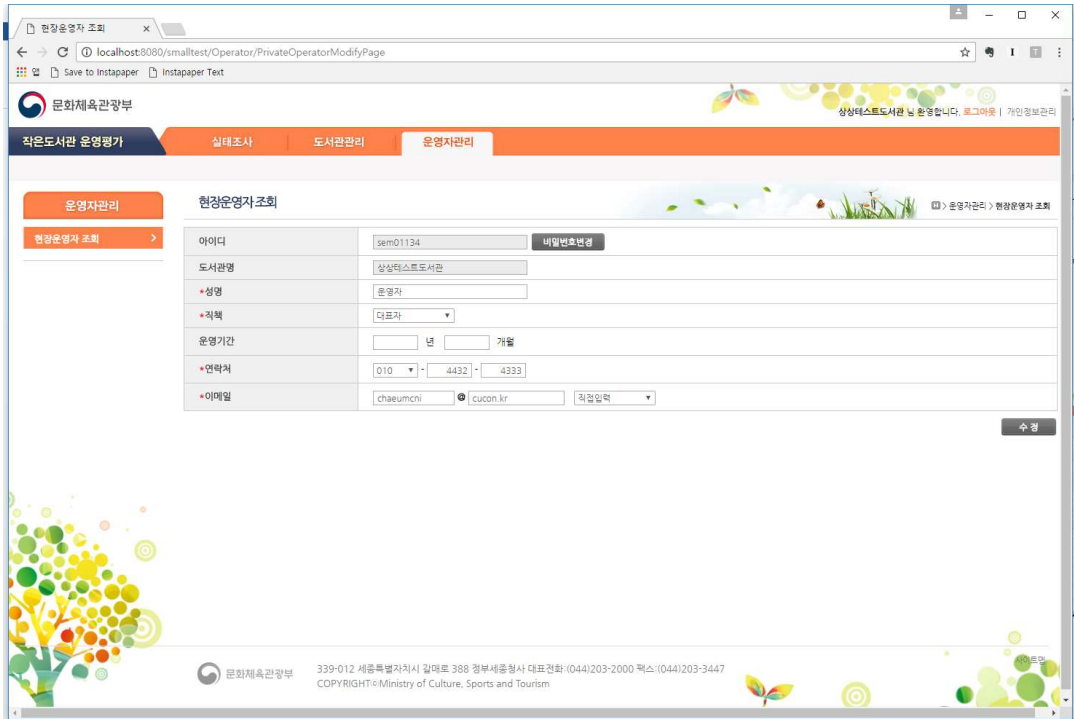 현장운영자 조회
localhost:8080/smalltest/Operator/PrivateOperatorModifyPage
앱 Save to Instapaper Instapaper Text
문화체육관광부
상상테스트도서관 님 환영합니다. 로그아웃 | 개인정보관리
작은도서관 운영평가 실태조사 도서관관리 운영자관리
운영자관리
현장운영자 조회 >
현장운영자 조회
H > 운영자관리 > 현장운영자 조회
아이디 sem01134 비밀번호변경
도서관명 상상테스트도서관
*성명 운영자
*직책 대표자
운영기간 년 개월
*연락처 010 - 4432 - 4333
*이메일 chaeumcni @ cucon.kr 직접입력
수정
사이트맵
문화체육관광부
339-012 세종특별자치시 갈매로 388 정부세종청사 대표전화:(044)203-2000 팩스:(044)203-3447
COPYRIGHT©Ministry of Culture, Sports and Tourism